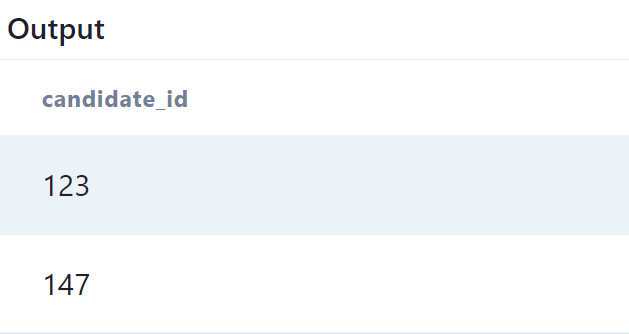 Output
candidate_id
123
147